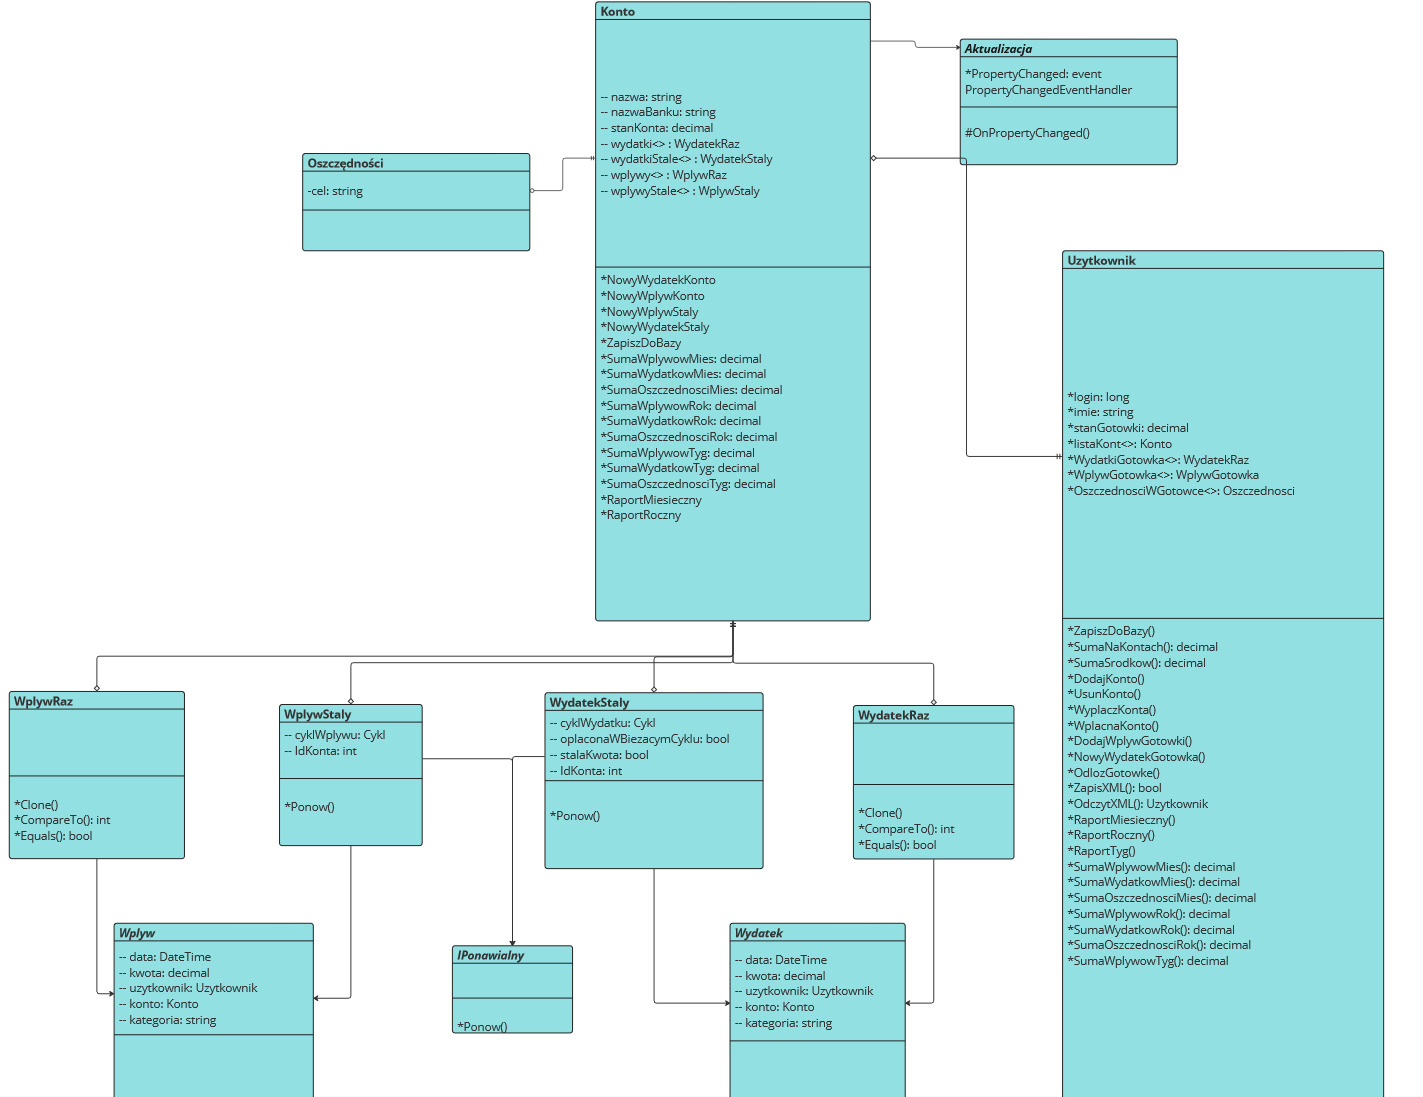 Konto
-- nazwa: string
-- nazwaBanku: string
-- stanKonta: decimal
-- wydatki<> : WydatekRaz
-- wydatkiStale<> : WydatekStaly
-- wplywy<> : WplywRaz
-- wplywyStale<> : WplywStaly
*NowyWydatekKonto
*NowyWplywKonto
*NowyWplywStaly
*NowyWydatekStaly
*ZapiszDoBazy
*SumaWplywowMies: decimal
*SumaWydatkowMies: decimal
*SumaOszczednosciMies: decimal
*SumaWplywowRok: decimal
*SumaWydatkowRok: decimal
*SumaOszczednosciRok: decimal
*SumaWplywowTyg: decimal
*SumaWydatkowTyg: decimal
*SumaOszczednosciTyg: decimal
*RaportMiesieczny
*RaportRoczny
Aktualizacja
*PropertyChanged: event
PropertyChangedEventHandler
#OnPropertyChanged()
Oszczędności
-cel: string
Uzytkownik
*login: long
*imie: string
*stanGotowki: decimal
*listaKont<>: Konto
*WydatkiGotowka<>: WydatekRaz
*WplywGotowka<>: WplywGotowka
*OszczednosciWGotowce<>: Oszczednosci
*ZapiszDoBazy()
*SumaNaKontach(): decimal
*SumaSrodkow(): decimal
*DodajKonto()
*UsunKonto()
*WyplaczKonta()
*WplacnaKonto()
*DodajWplywGotowki()
*NowyWydatekGotowka()
*OdlozGotowke()
*ZapisXML(): bool
*OdczytXML(): Uzytkownik
*RaportMiesieczny()
*RaportRoczny()
*RaportTyg()
*SumaWplywowMies(): decimal
*SumaWydatkowMies(): decimal
*SumaOszczednosciMies(): decimal
*SumaWplywowRok(): decimal
*SumaWydatkowRok(): decimal
*SumaOszczednosciRok(): decimal
*SumaWplywowTyg(): decimal
WplywRaz
*Clone()
*CompareTo(): int
*Equals(): bool
WplywStaly
-- cyklWplywu: Cykl
-- IdKonta: int
*Ponow()
WydatekStaly
-- cyklWydatku: Cykl
-- oplaconaWBiezacymCyklu: bool
-- stalaKwota: bool
-- IdKonta: int
*Ponow()
WydatekRaz
*Clone()
*CompareTo(): int
*Equals(): bool
Wplyw
-- data: DateTime
-- kwota: decimal
-- uzytkownik: Uzytkownik
-- konto: Konto
-- kategoria: string
IPonawialny
*Ponow()
Wydatek
-- data: DateTime
-- kwota: decimal
-- uzytkownik: Uzytkownik
-- konto: Konto
-- kategoria: string